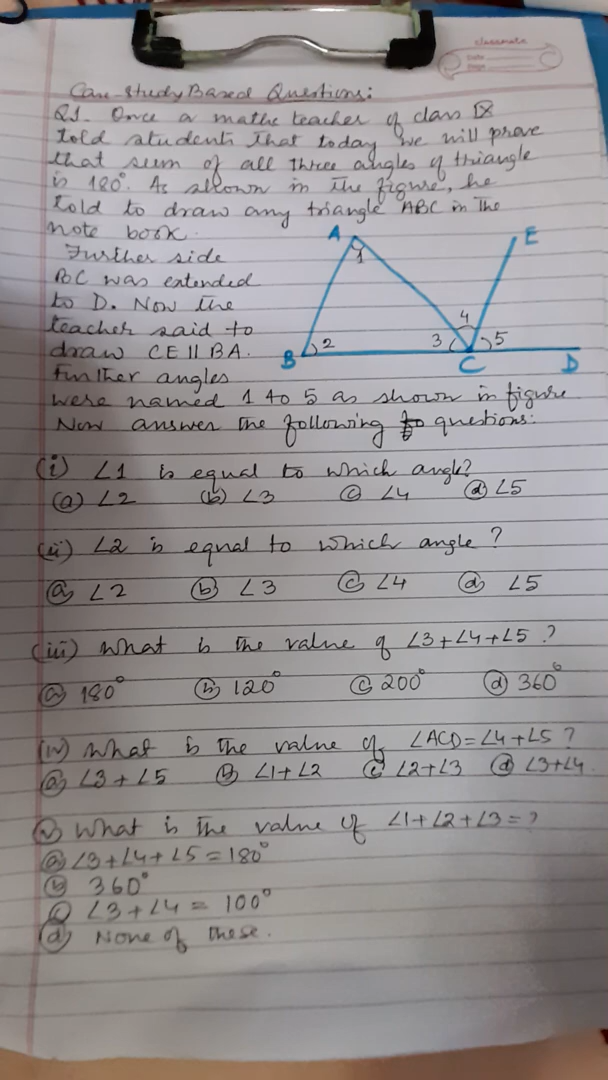 classmate
Date
Page
Case-Study Based Questions:
Q1. Once a maths teacher of class IX
told students that today we will prove
that sum of all three angles of triangle
is 180°. As shown in the figure, he
told to draw any triangle ABC in the
note book.
Further side
BC was extended
to D. Now the
teacher said to
draw CE || BA.
Further angles
were named 1 to 5 as shown in figure
Now answer the following questions:
A
E
1
4
2
3
5
B
C
D
(i) ∠1 is equal to which angle?
(a) ∠2 (b) ∠3 (c) ∠4 (d) ∠5
(ii) ∠2 is equal to which angle?
(a) ∠2 (b) ∠3 (c) ∠4 (d) ∠5
(iii) What is the value of ∠3+∠4+∠5?
(a) 180° (b) 120° (c) 200° (d) 360°
(iv) What is the value of ∠ACD=∠4+∠5?
(a) ∠3+∠5 (b) ∠1+∠2 (c) ∠2+∠3 (d) ∠3+∠4
(v) What is the value of ∠1+∠2+∠3=?
(a) ∠3+∠4+∠5=180°
(b) 360°
(c) ∠3+∠4 = 100°
(d) None of these.